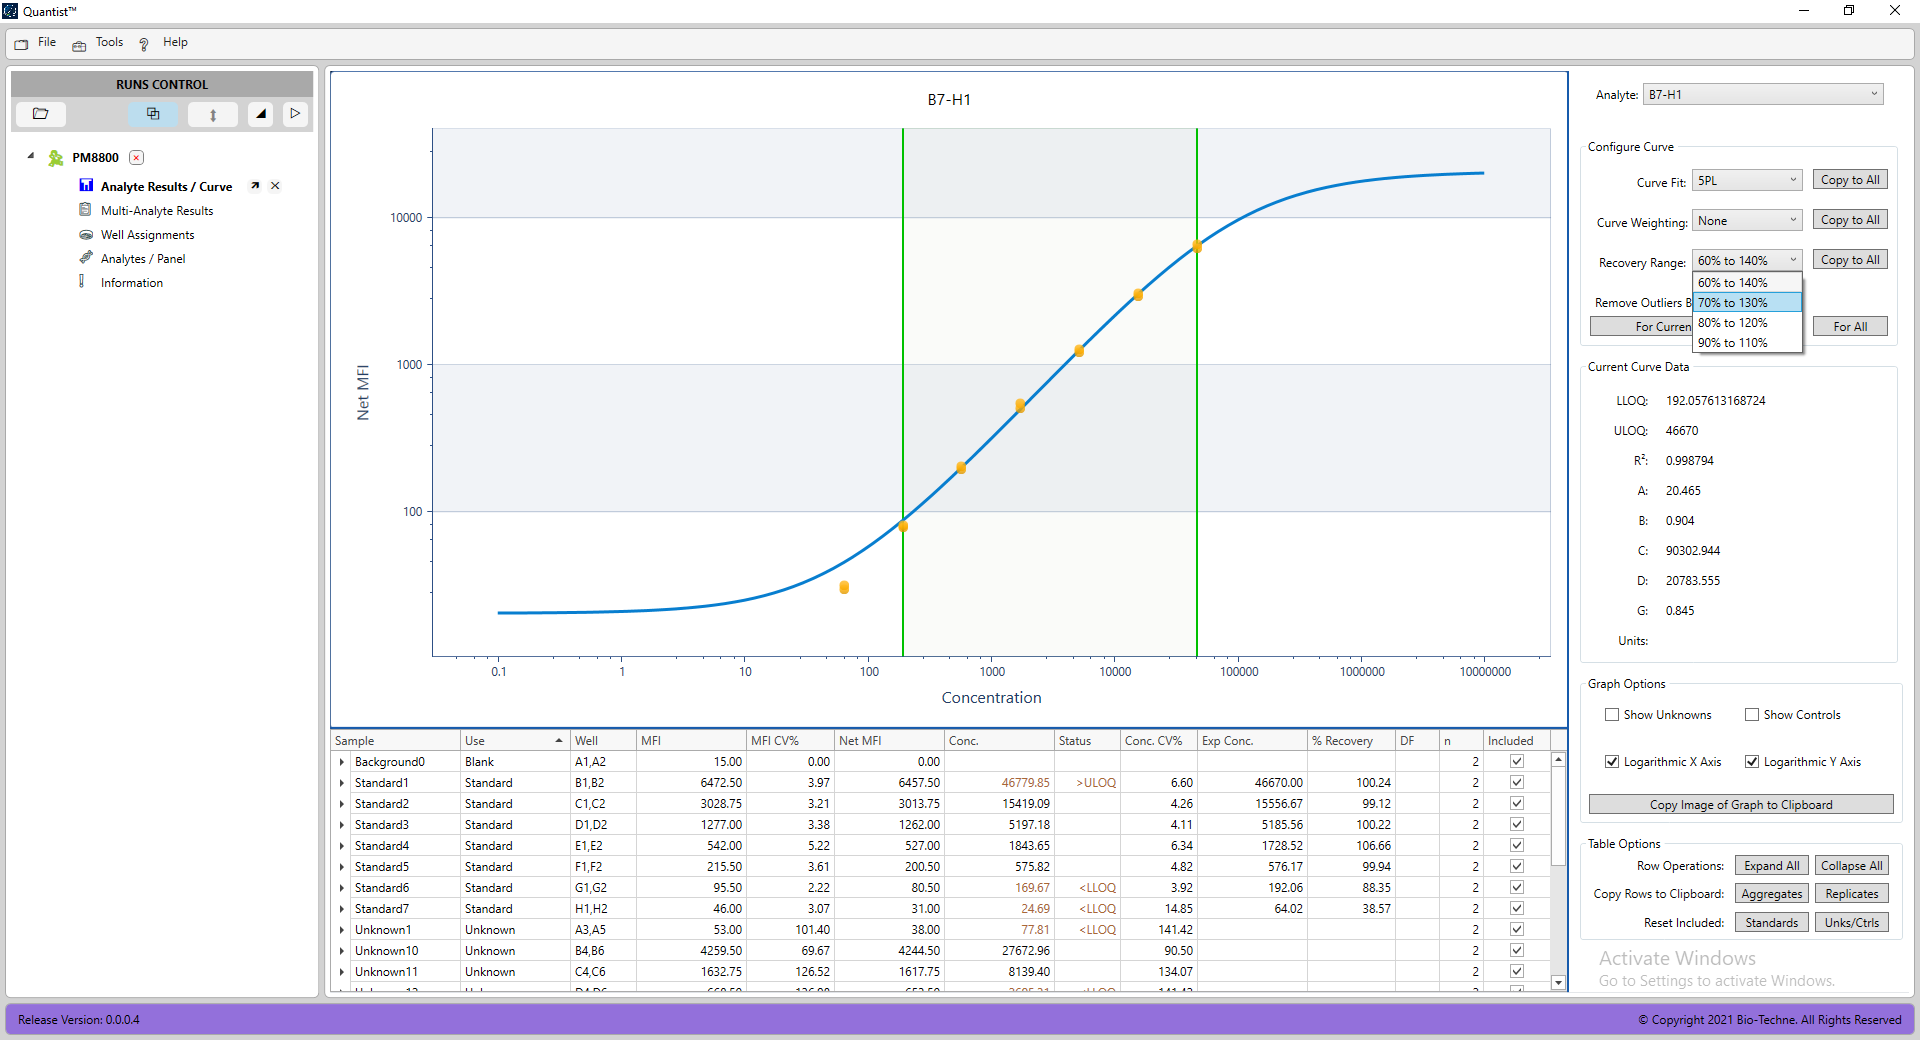 Quantist™
File Tools ? Help
RUNS CONTROL
PM8800
Analyte Results / Curve
Multi-Analyte Results
Well Assignments
Analytes / Panel
Information
B7-H1
Net MFI
10000
1000
100
0.1 1 10 100 1000 10000 100000 1000000 10000000
Concentration
Analyte: B7-H1
Configure Curve
Curve Fit: 5PL Copy to All
Curve Weighting: None Copy to All
Recovery Range: 60% to 140% Copy to All
60% to 140%
Remove Outliers B 70% to 130%
For Curren 80% to 120% For All
90% to 110%
Current Curve Data
LLOQ: 192.057613168724
ULOQ: 46670
R²: 0.998794
A: 20.465
B: 0.904
C: 90302.944
D: 20783.555
G: 0.845
Units:
Graph Options
Show Unknowns Show Controls
Logarithmic X Axis Logarithmic Y Axis
Copy Image of Graph to Clipboard
Table Options
Row Operations: Expand All Collapse All
Copy Rows to Clipboard: Aggregates Replicates
Reset Included: Standards Unks/Ctrls
Sample Use Well MFI MFI CV% Net MFI Conc. Status Conc. CV% Exp Conc. % Recovery DF n Included
Background0 Blank A1,A2 15.00 0.00 0.00 2
Standard1 Standard B1,B2 6472.50 3.97 6457.50 46779.85 >ULOQ 6.60 46670.00 100.24 2
Standard2 Standard C1,C2 3028.75 3.21 3013.75 15419.09 4.26 15556.67 99.12 2
Standard3 Standard D1,D2 1277.00 3.38 1262.00 5197.18 4.11 5185.56 100.22 2
Standard4 Standard E1,E2 542.00 5.22 527.00 1843.65 6.34 1728.52 106.66 2
Standard5 Standard F1,F2 215.50 3.61 200.50 575.82 4.82 576.17 99.94 2
Standard6 Standard G1,G2 95.50 2.22 80.50 169.67 <LLOQ 3.92 192.06 88.35 2
Standard7 Standard H1,H2 46.00 3.07 31.00 24.69 <LLOQ 14.85 64.02 38.57 2
Unknown1 Unknown A3,A5 53.00 101.40 38.00 77.81 <LLOQ 141.42 2
Unknown10 Unknown B4,B6 4259.50 69.67 4244.50 27672.96 90.50 2
Unknown11 Unknown C4,C6 1632.75 126.52 1617.75 8139.40 134.07 2
Activate Windows
Go to Settings to activate Windows.
Release Version: 0.0.0.4
© Copyright 2021 Bio-Techne. All Rights Reserved